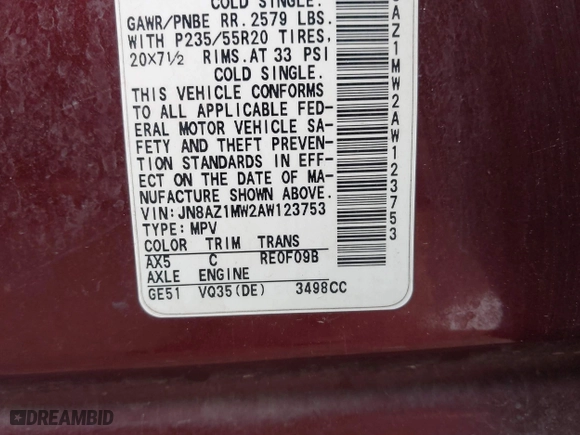 COLD SINGLE.
GAWR/PNBE RR. 2579 LBS.
WITH P235/55R20 TIRES,
20X7½ RIMS.AT 33 PSI
COLD SINGLE.
THIS VEHICLE CONFORMS
TO ALL APPLICABLE FED-
ERAL MOTOR VEHICLE SA-
FETY AND THEFT PREVEN-
TION STANDARDS IN EFF-
ECT ON THE DATE OF MA-
NUFACTURE SHOWN ABOVE.
VIN:JN8AZ1MW2AW123753
TYPE:MPV
COLOR TRIM TRANS
AX5 C RE0F09B
AXLE ENGINE
GE51 VQ35(DE) 3498CC
AZ1MW2AW123753
DREAMBID